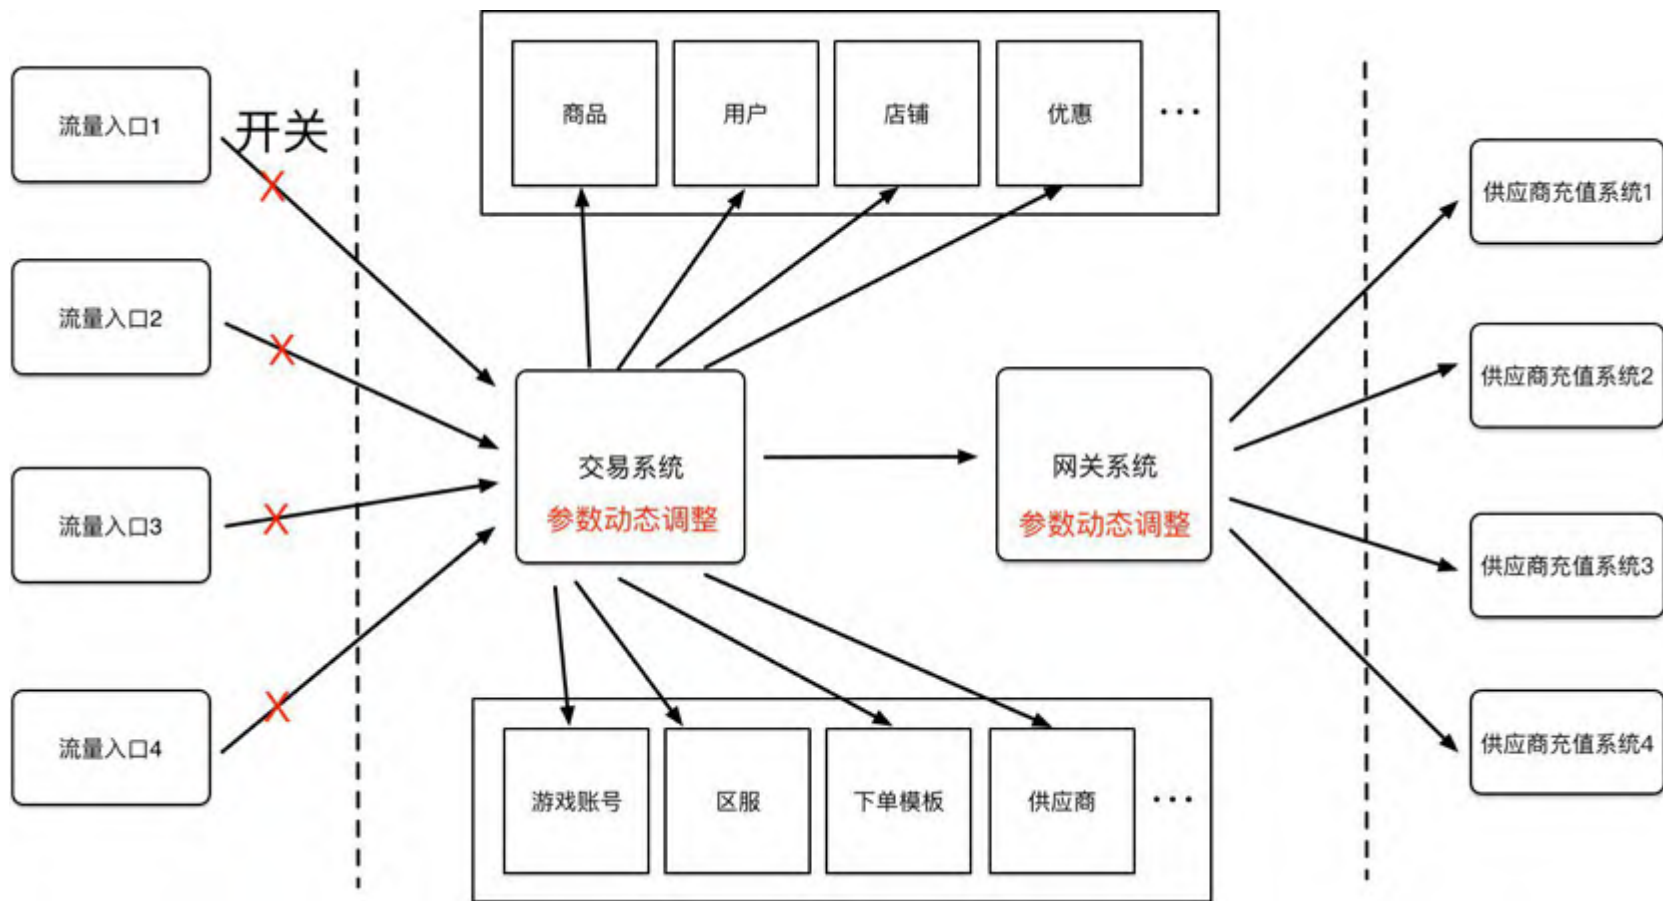 商品
用户
店铺
优惠
...
流量入口1
开关
流量入口2
流量入口3
流量入口4
交易系统
参数动态调整
网关系统
参数动态调整
供应商充值系统1
供应商充值系统2
供应商充值系统3
供应商充值系统4
游戏账号
区服
下单模板
供应商
...